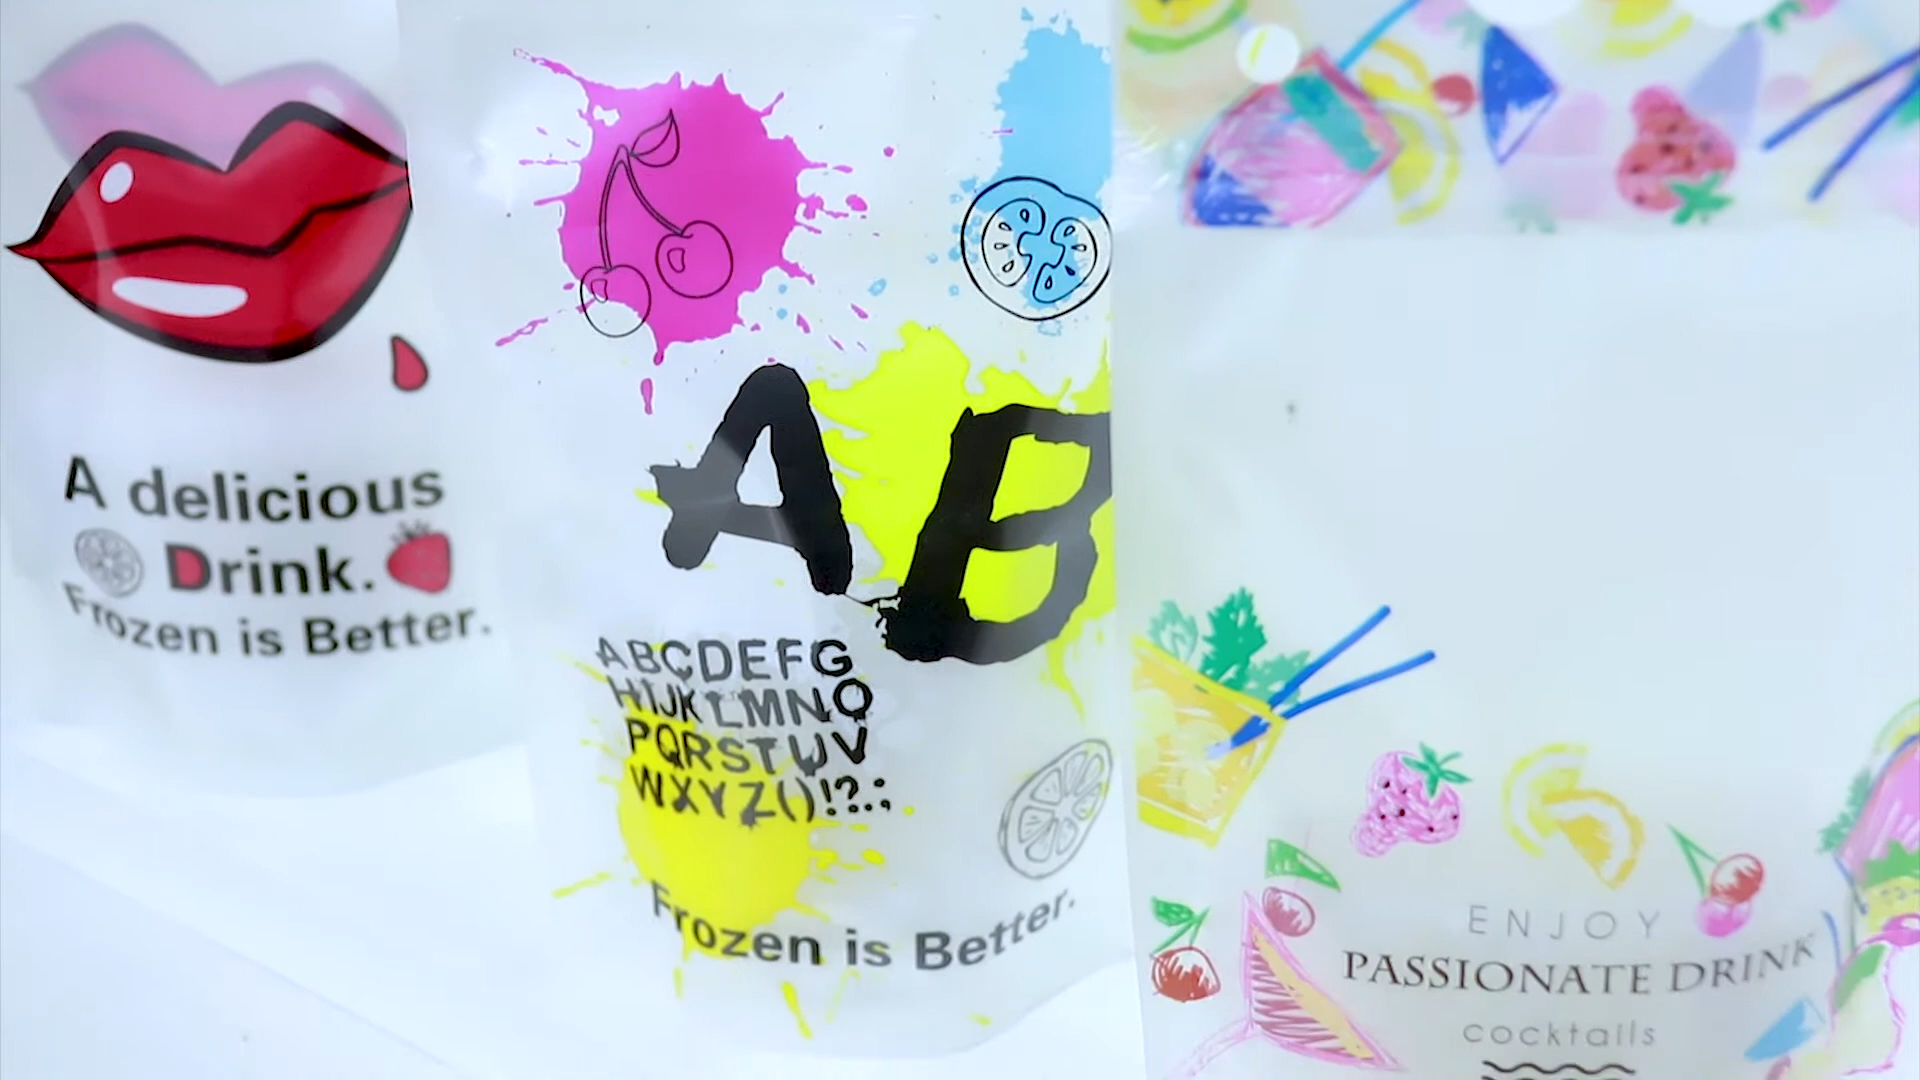 A delicious
Drink.
Frozen is Better.
AB
ABCDEFG
HIJKLMNO
PQRSTUV
WXYZ()!?.:;
Frozen is Better.
ENJOY
PASSIONATE DRINK
cocktails